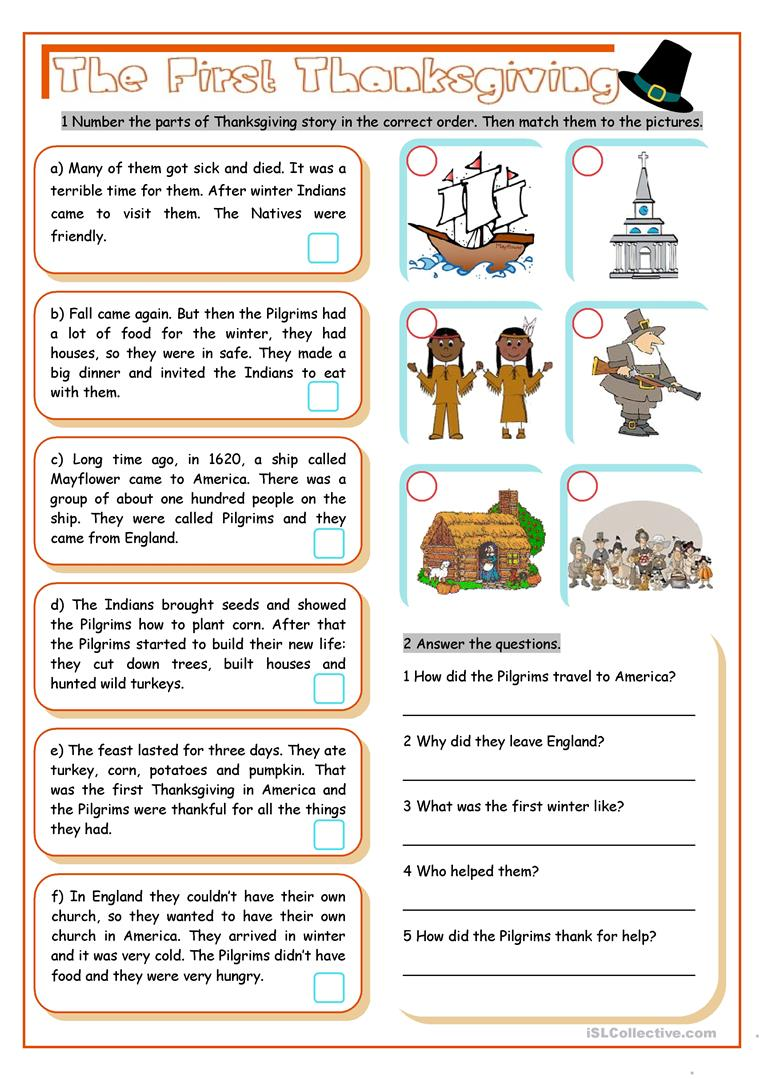 The First Thanksgiving
1 Number the parts of Thanksgiving story in the correct order. Then match them to the pictures.
a) Many of them got sick and died. It was a
terrible time for them. After winter Indians
came to visit them. The Natives were
friendly.
b) Fall came again. But then the Pilgrims had
a lot of food for the winter, they had
houses, so they were in safe. They made a
big dinner and invited the Indians to eat
with them.
c) Long time ago, in 1620, a ship called
Mayflower came to America. There was a
group of about one hundred people on the
ship. They were called Pilgrims and they
came from England.
d) The Indians brought seeds and showed
the Pilgrims how to plant corn. After that
the Pilgrims started to build their new life:
they cut down trees, built houses and
hunted wild turkeys.
e) The feast lasted for three days. They ate
turkey, corn, potatoes and pumpkin. That
was the first Thanksgiving in America and
the Pilgrims were thankful for all the things
they had.
f) In England they couldn't have their own
church, so they wanted to have their own
church in America. They arrived in winter
and it was very cold. The Pilgrims didn't have
food and they were very hungry.
Mayflower
2 Answer the questions.
1 How did the Pilgrims travel to America?
2 Why did they leave England?
3 What was the first winter like?
4 Who helped them?
5 How did the Pilgrims thank for help?
iSLCollective.com